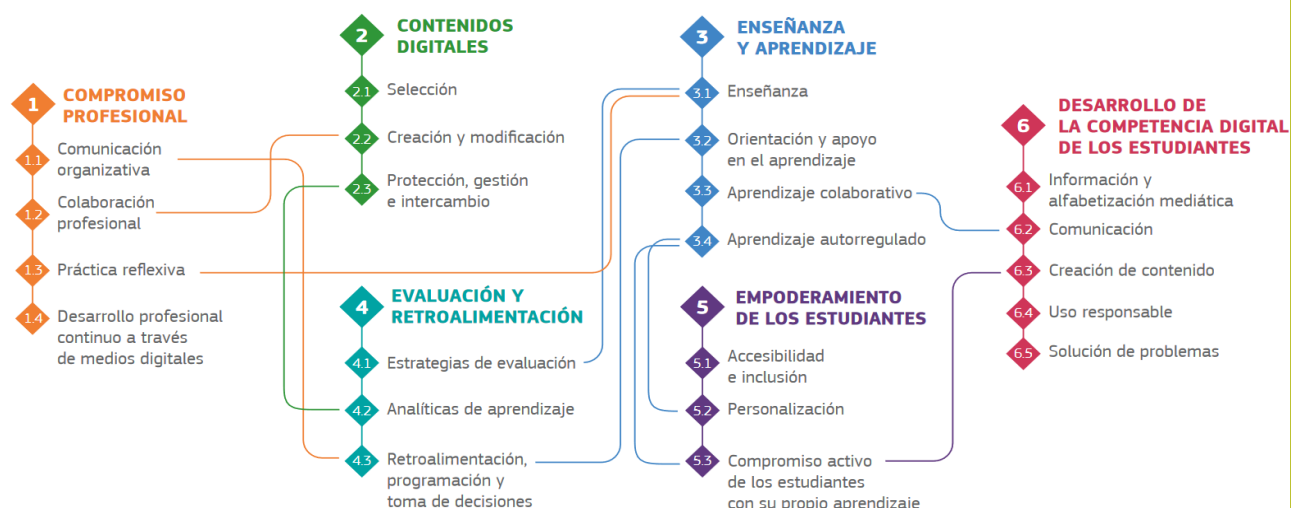 1
COMPROMISO
PROFESIONAL
1.1
Comunicación
organizativa
1.2
Colaboración
profesional
1.3
Práctica reflexiva
1.4
Desarrollo profesional
continuo a través
de medios digitales
2
CONTENIDOS
DIGITALES
2.1
Selección
2.2
Creación y modificación
2.3
Protección, gestión
e intercambio
3
ENSEÑANZA
Y APRENDIZAJE
3.1
Enseñanza
3.2
Orientación y apoyo
en el aprendizaje
3.3
Aprendizaje colaborativo
3.4
Aprendizaje autorregulado
4
EVALUACIÓN Y
RETROALIMENTACIÓN
4.1
Estrategias de evaluación
4.2
Analíticas de aprendizaje
4.3
Retroalimentación,
programación y
toma de decisiones
5
EMPODERAMIENTO
DE LOS ESTUDIANTES
5.1
Accesibilidad
e inclusión
5.2
Personalización
5.3
Compromiso activo
de los estudiantes
con su propio aprendizaje
6
DESARROLLO DE
LA COMPETENCIA DIGITAL
DE LOS ESTUDIANTES
6.1
Información y
alfabetización mediática
6.2
Comunicación
6.3
Creación de contenido
6.4
Uso responsable
6.5
Solución de problemas